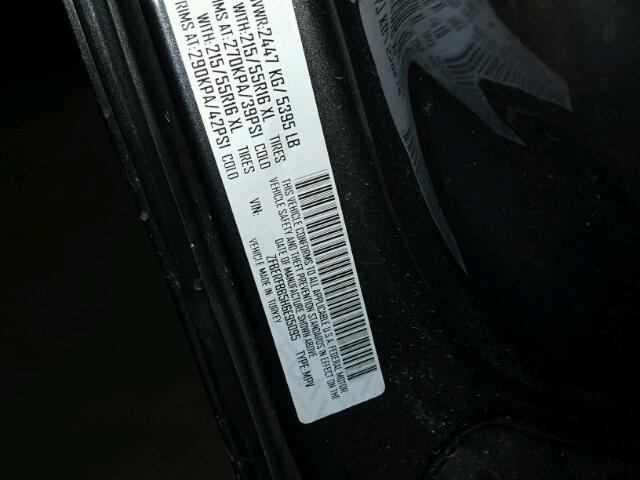 GVWR:2447 KG/5395 LB
WITH:215/55R16 XL TIRES
RIMS AT:270KPA/39PSI COLD
WITH:215/55R16 XL TIRES
RIMS AT:290KPA/42PSI COLD
THIS VEHICLE CONFORMS TO ALL APPLICABLE U.S.A. FEDERAL MOTOR
VEHICLE SAFETY AND THEFT PREVENTION STANDARDS IN EFFECT ON THE
DATE OF MANUFACTURE SHOWN ABOVE
VIN: ZFBERFBB5H6E95095 TYPE:MPV
VEHICLE MADE IN: TURKEY